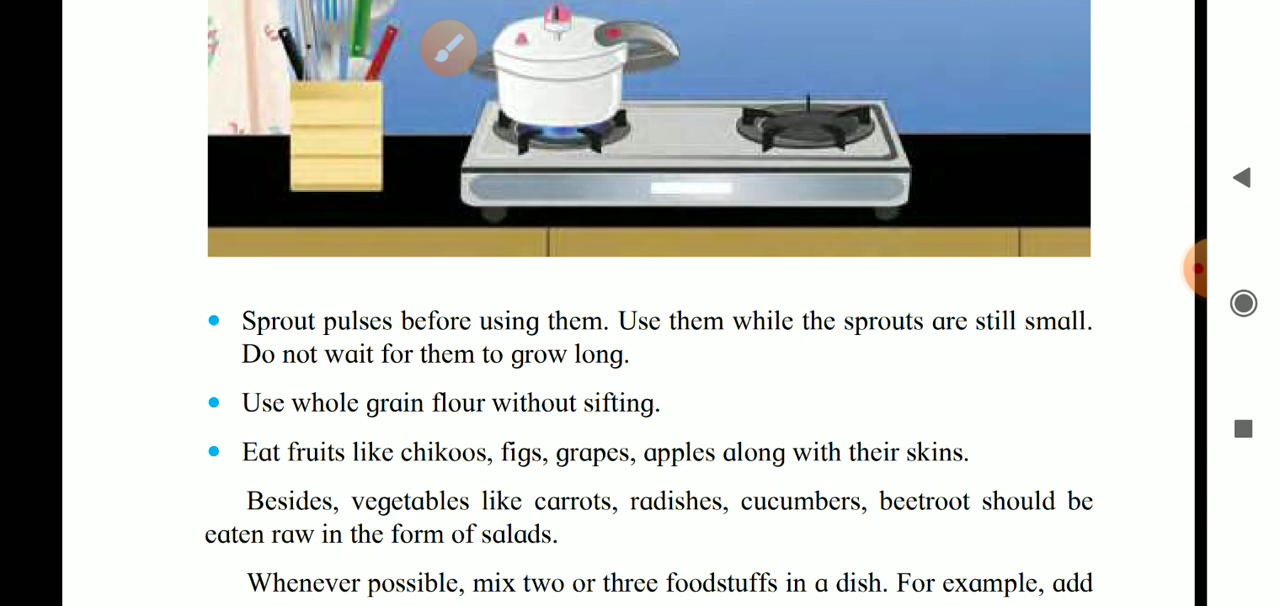 Sprout pulses before using them. Use them while the sprouts are still small.
Do not wait for them to grow long.
Use whole grain flour without sifting.
Eat fruits like chikoos, figs, grapes, apples along with their skins.
Besides, vegetables like carrots, radishes, cucumbers, beetroot should be
eaten raw in the form of salads.
Whenever possible, mix two or three foodstuffs in a dish. For example, add